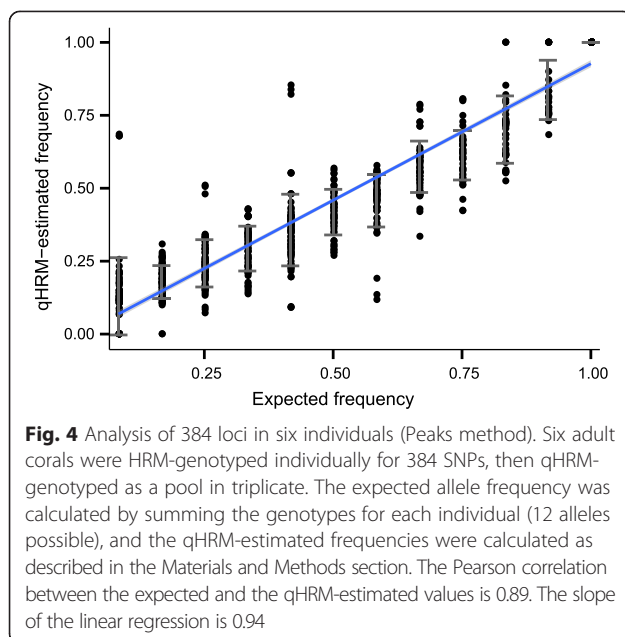 1.00
0.75
0.50
0.25
0.00
qHRM−estimated frequency
0.25 0.50 0.75 1.00
Expected frequency
Fig. 4 Analysis of 384 loci in six individuals (Peaks method). Six adult
corals were HRM-genotyped individually for 384 SNPs, then qHRM-
genotyped as a pool in triplicate. The expected allele frequency was
calculated by summing the genotypes for each individual (12 alleles
possible), and the qHRM-estimated frequencies were calculated as
described in the Materials and Methods section. The Pearson correlation
between the expected and the qHRM-estimated values is 0.89. The slope
of the linear regression is 0.94